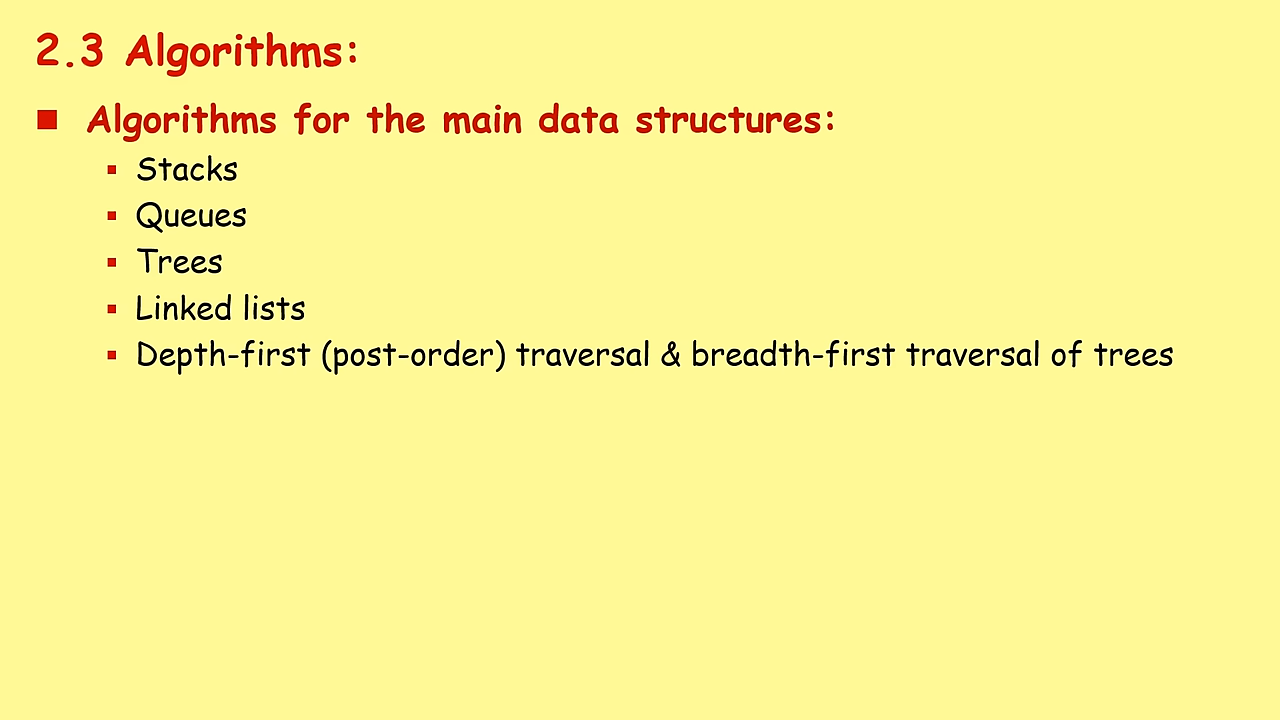 2.3 Algorithms:
Algorithms for the main data structures:
Stacks
Queues
Trees
Linked lists
Depth-first (post-order) traversal & breadth-first traversal of trees